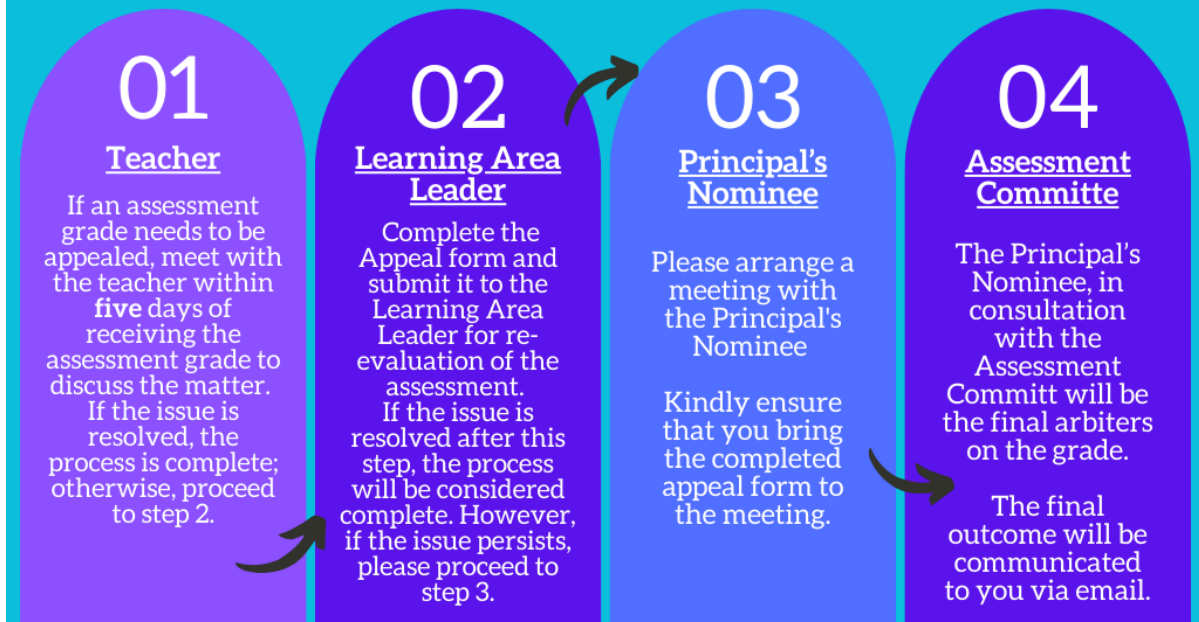 01
Teacher
If an assessment
grade needs to be
appealed, meet with
the teacher within
five days of
receiving the
assessment grade to
discuss the matter.
If the issue is
resolved, the
process is complete;
otherwise, proceed
to step 2.
02
Learning Area
Leader
Complete the
Appeal form and
submit it to the
Learning Area
Leader for re-
evaluation of the
assessment.
If the issue is
resolved after this
step, the process
will be considered
complete. However,
if the issue persists,
please proceed to
step 3.
03
Principal’s
Nominee
Please arrange a
meeting with
the Principal's
Nominee
Kindly ensure
that you bring
the completed
appeal form to
the meeting.
04
Assessment
Committe
The Principal’s
Nominee, in
consultation
with the
Assessment
Committ will be
the final arbiters
on the grade.
The final
outcome will be
communicated
to you via email.